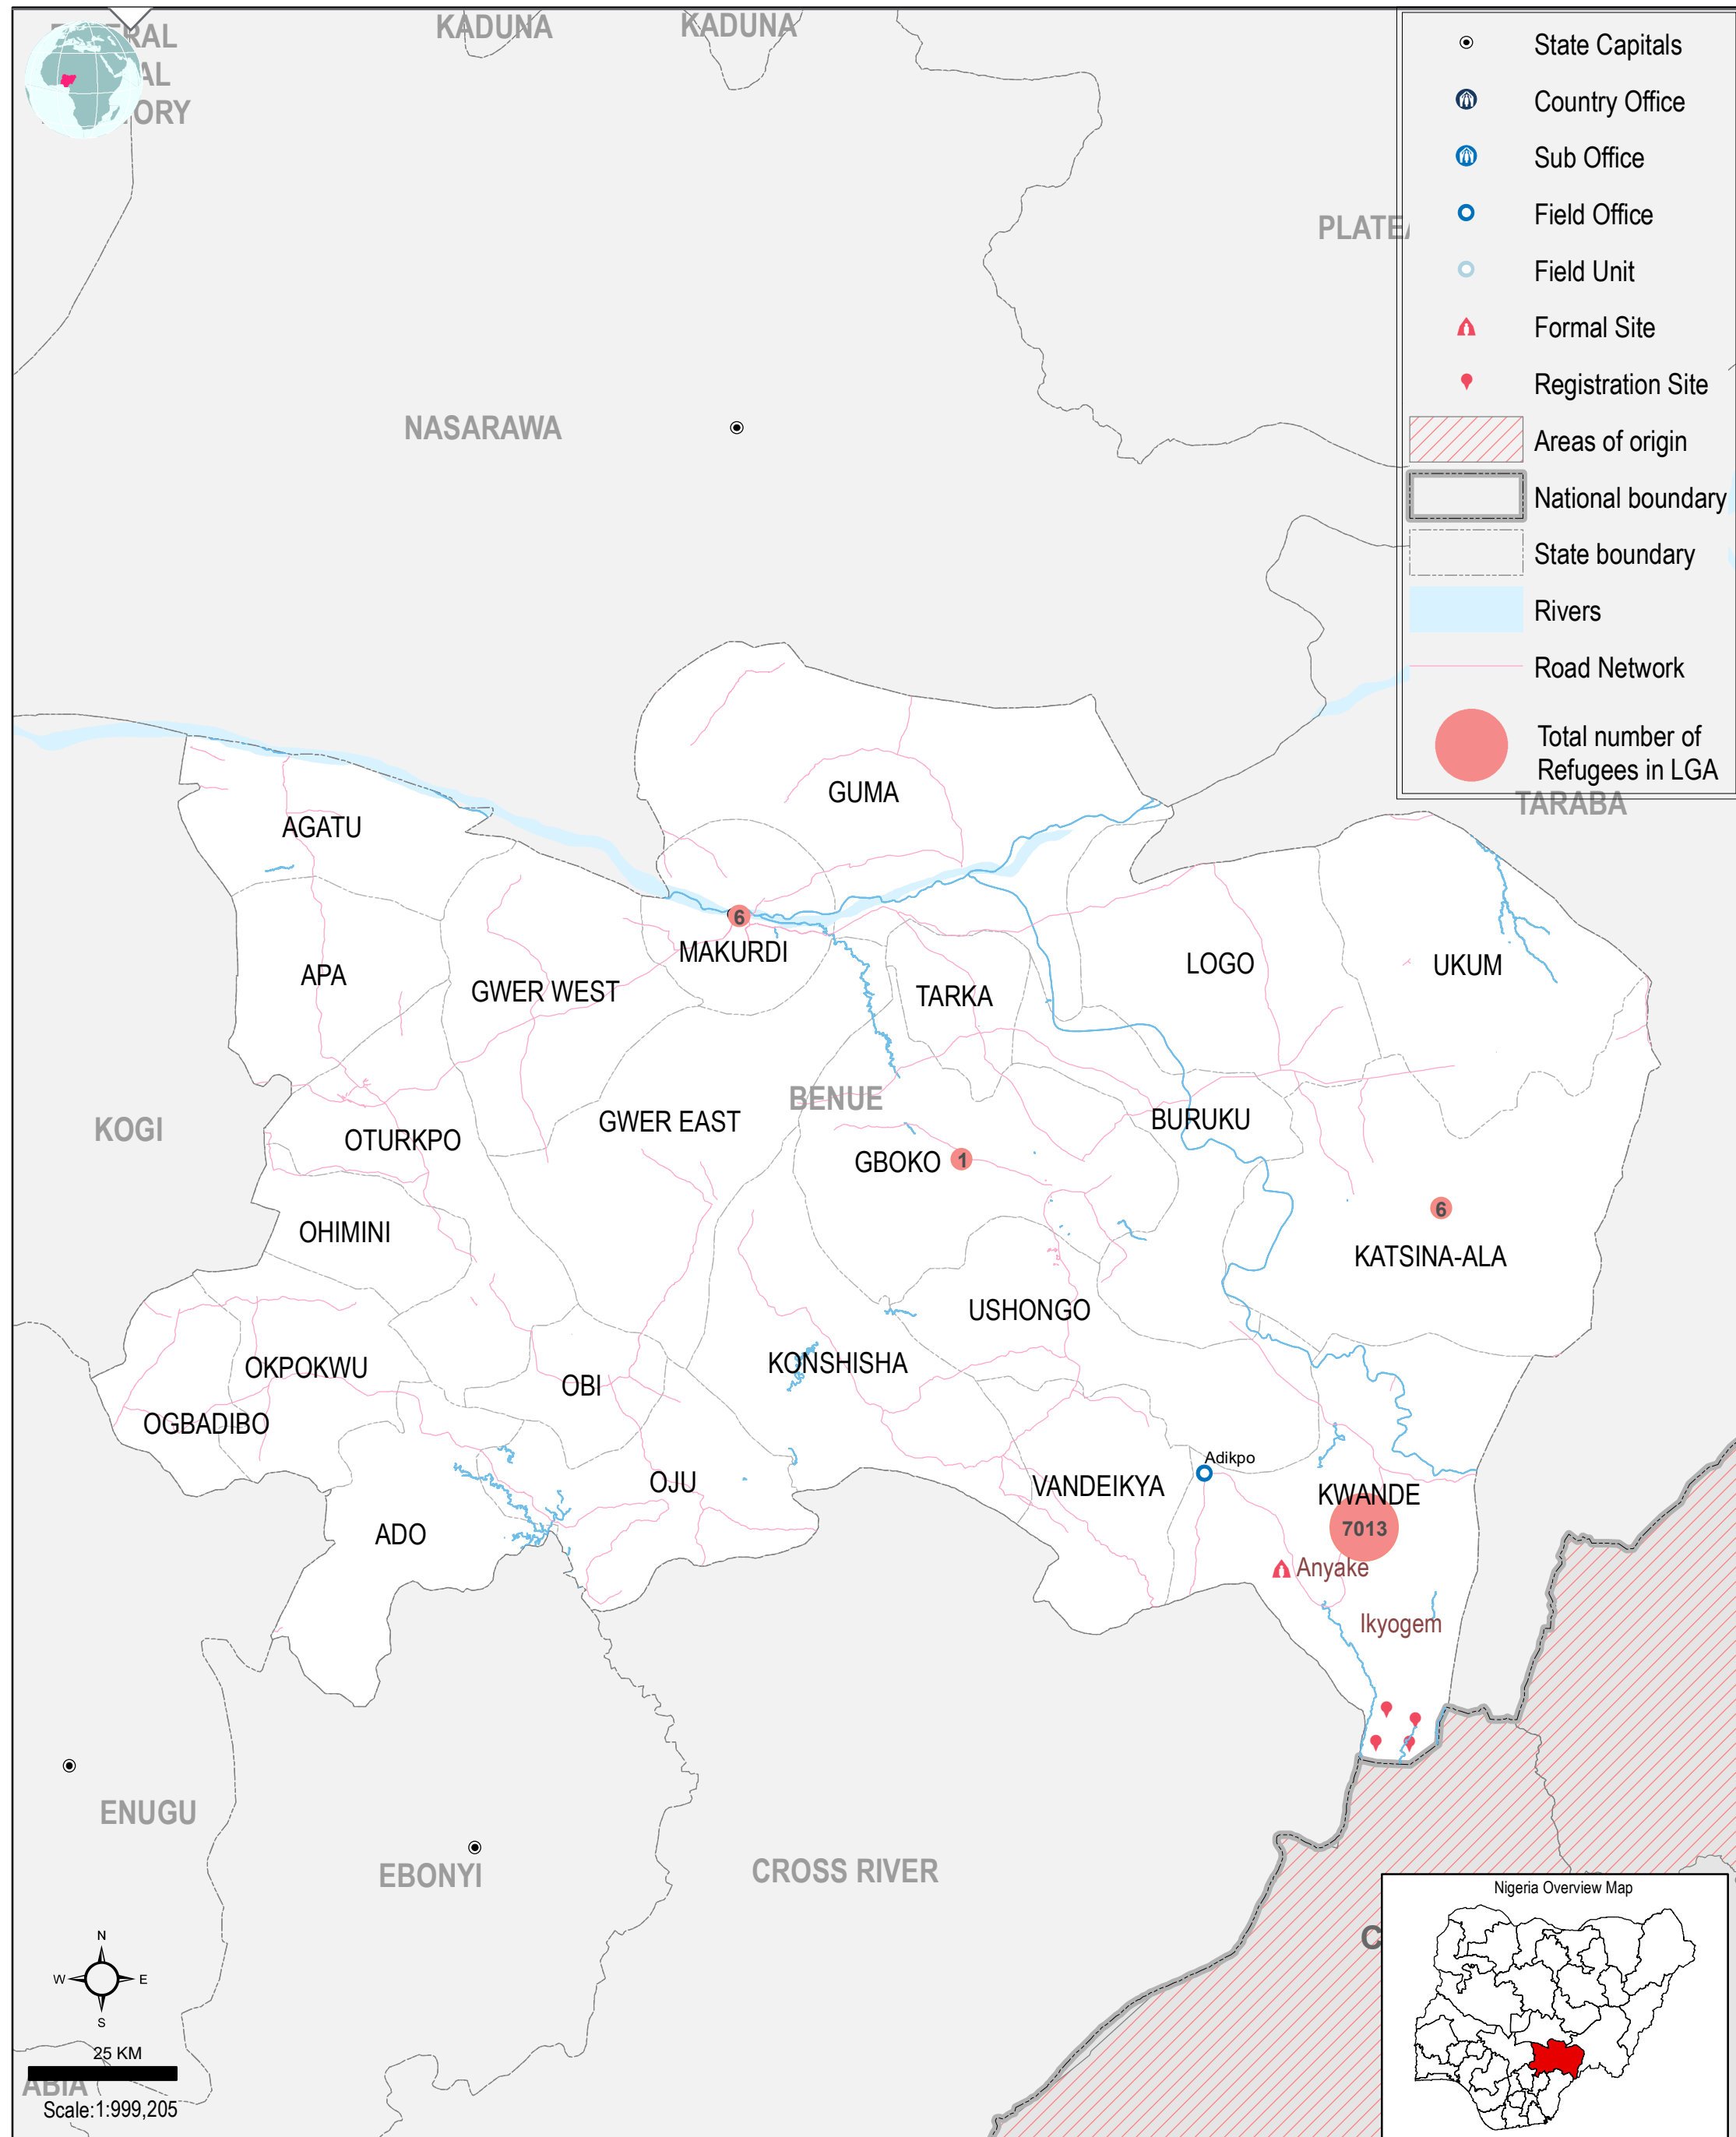 KADUNA
KADUNA
RAL
AL
ORY
State Capitals
Country Office
Sub Office
Field Office
Field Unit
Formal Site
Registration Site
Areas of origin
National boundary
State boundary
Rivers
Road Network
Total number of
Refugees in LGA
PLATE
NASARAWA
TARABA
GUMA
AGATU
6
MAKURDI
LOGO
UKUM
APA
GWER WEST
TARKA
BENUE
KOGI
GWER EAST
BURUKU
OTURKPO
GBOKO
1
6
OHIMINI
KATSINA-ALA
USHONGO
OKPOKWU
KONSHISHA
OBI
OGBADIBO
Adikpo
OJU
VANDEIKYA
KWANDE
7013
ADO
Anyake
Ikyogem
ENUGU
EBONYI
CROSS RIVER
Nigeria Overview Map
C
N
W
E
S
25 KM
ABIA
Scale:1:999,205